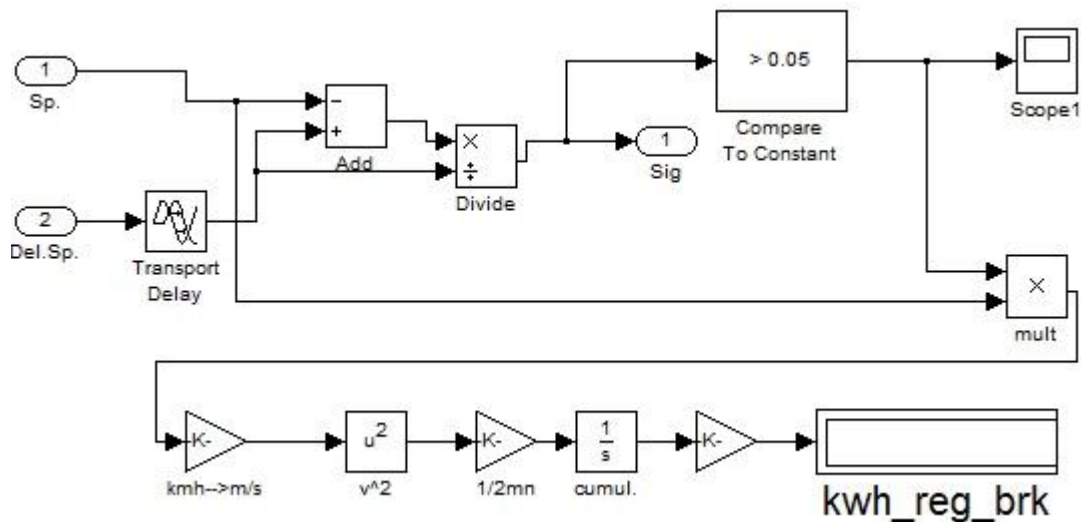 1
Sp.
2
Del.Sp.
Transport
Delay
−
+
Add
×
÷
Divide
1
Sig
> 0.05
Compare
To Constant
Scope1
×
mult
-K-
kmh-->m/s
u²
v^2
-K-
1/2mn
1
s
cumul.
-K-
kwh_reg_brk